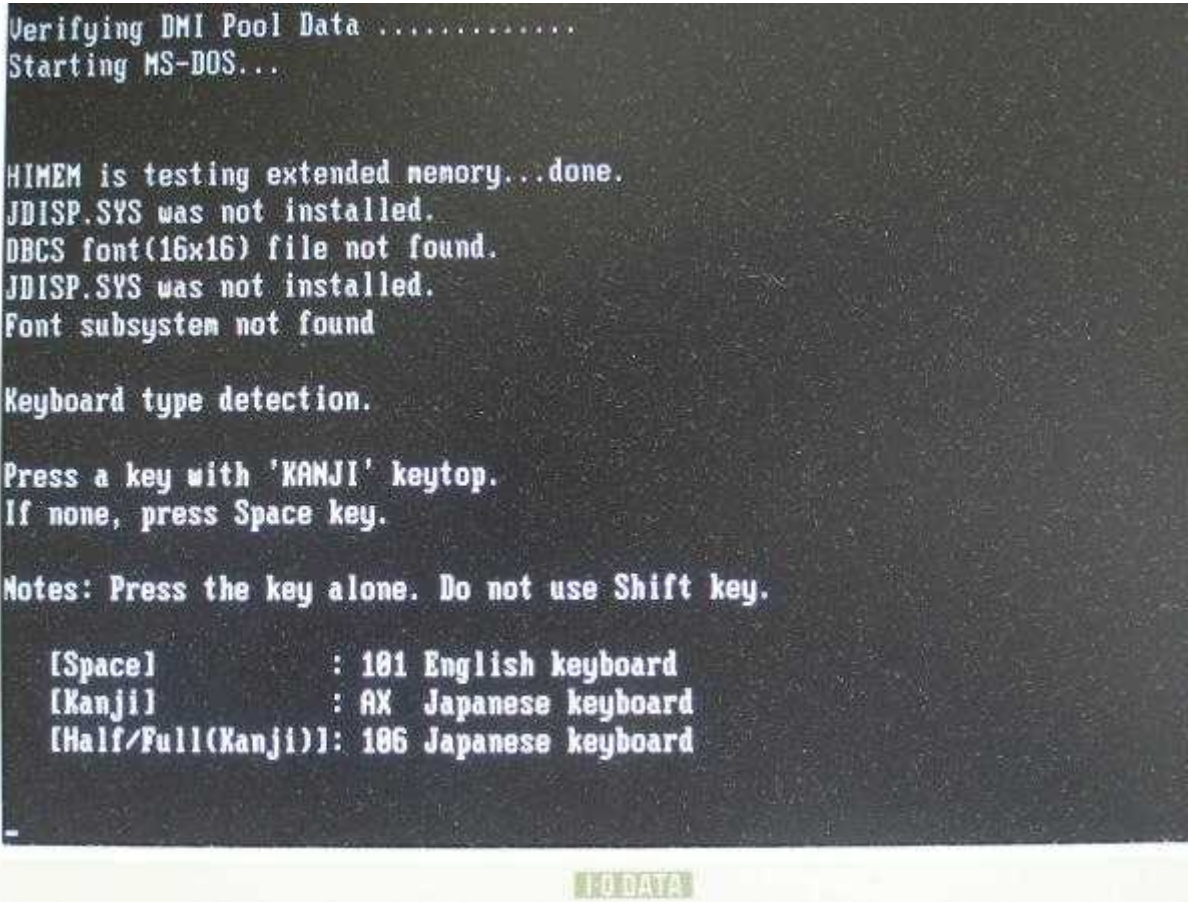 Verifying DMI Pool Data .............
Starting MS-DOS...
HIMEM is testing extended memory...done.
JDISP.SYS was not installed.
DBCS font(16x16) file not found.
JDISP.SYS was not installed.
Font subsystem not found
Keyboard type detection.
Press a key with 'KANJI' keytop.
If none, press Space key.
Notes: Press the key alone. Do not use Shift key.
[Space] : 101 English keyboard
[Kanji] : AX Japanese keyboard
[Half/Full(Kanji)]: 106 Japanese keyboard
I-O DATA